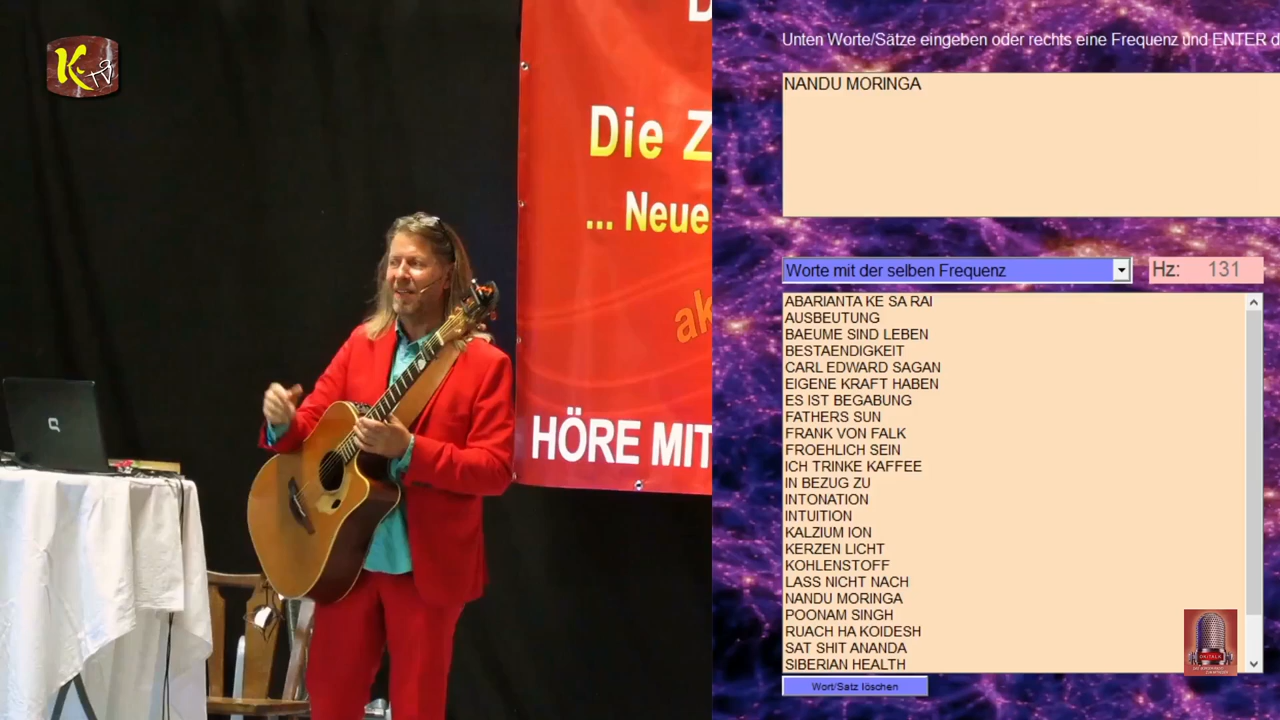 K-TV
D
Die Z
... Neue
ak
HÖRE MIT
Unten Worte/Sätze eingeben oder rechts eine Frequenz und ENTER d
NANDU MORINGA
Worte mit der selben Frequenz
Hz: 131
ABARIANTA KE SA RAI
AUSBEUTUNG
BAEUME SIND LEBEN
BESTAENDIGKEIT
CARL EDWARD SAGAN
EIGENE KRAFT HABEN
ES IST BEGABUNG
FATHERS SUN
FRANK VON FALK
FROEHLICH SEIN
ICH TRINKE KAFFEE
IN BEZUG ZU
INTONATION
INTUITION
KALZIUM ION
KERZEN LICHT
KOHLENSTOFF
LASS NICHT NACH
NANDU MORINGA
POONAM SINGH
RUACH HA KOIDESH
SAT SHIT ANANDA
SIBERIAN HEALTH
Wort/Satz löschen